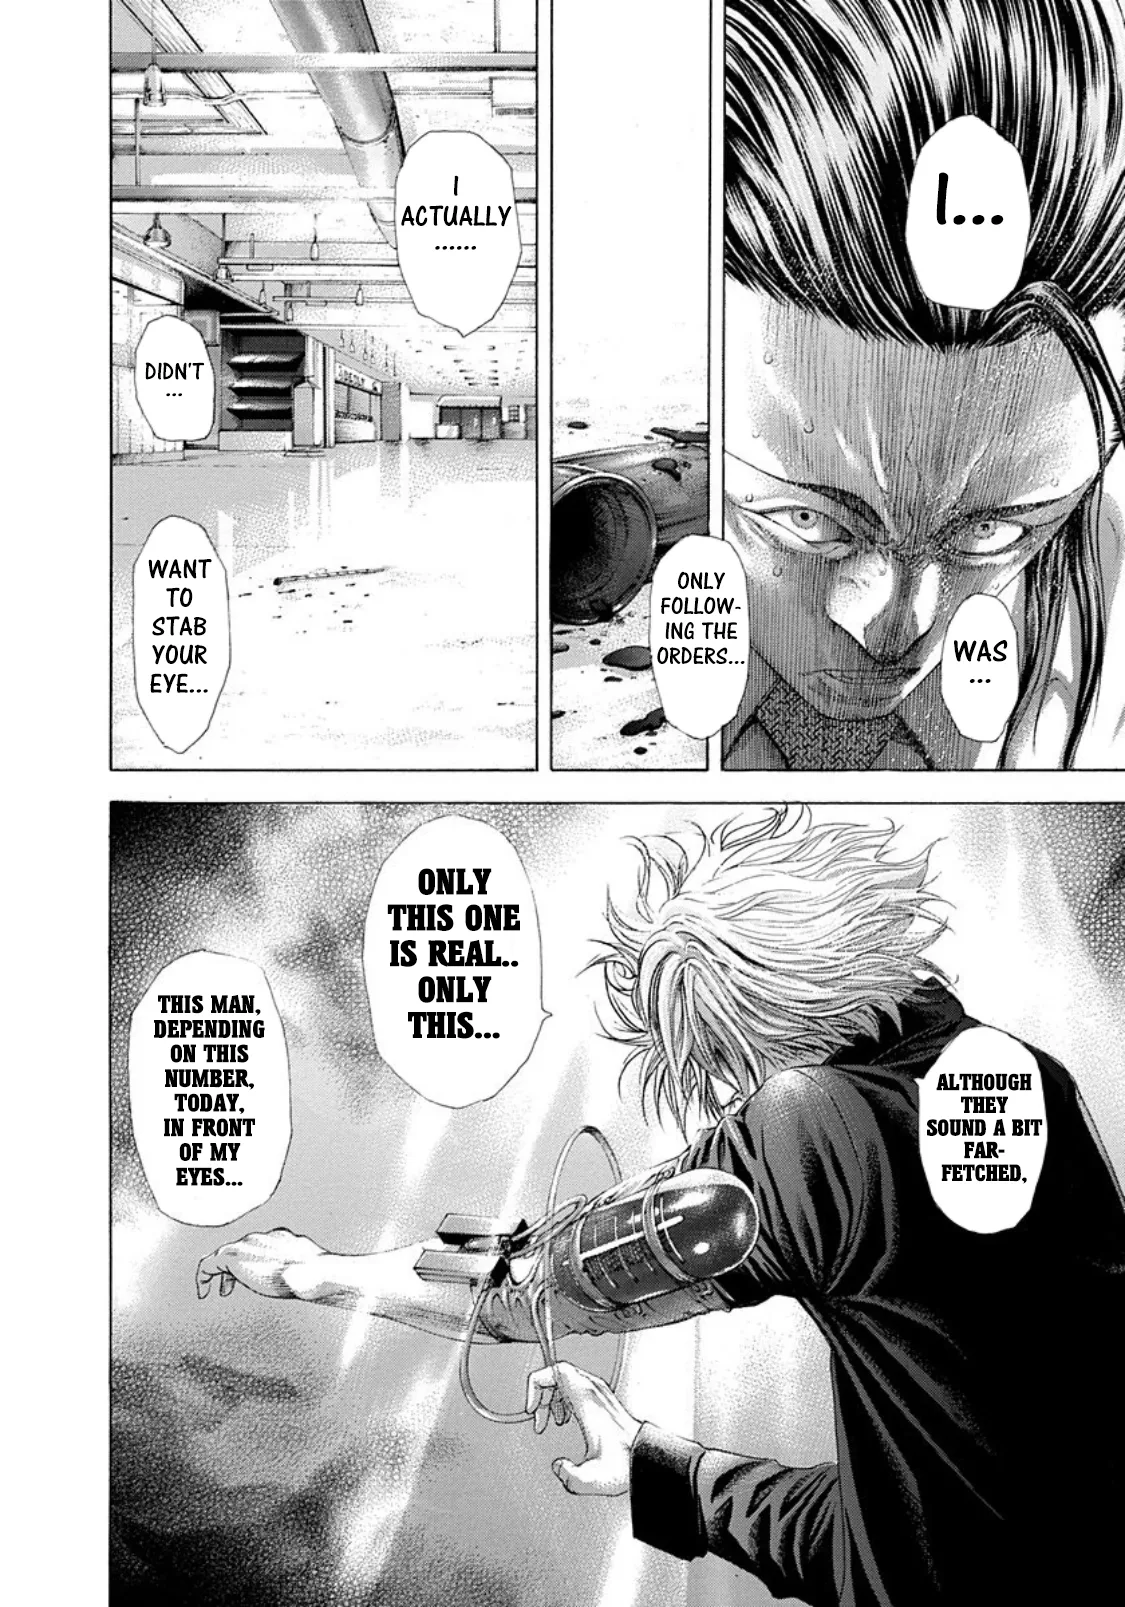 I...
WAS
...
ONLY
FOLLOW-
ING THE
ORDERS...
I
ACTUALLY
......
DIDN'T
...
WANT
TO
STAB
YOUR
EYE...
ALTHOUGH
THEY
SOUND A BIT
FAR-
FETCHED,
ONLY
THIS ONE
IS REAL..
ONLY
THIS...
THIS MAN,
DEPENDING
ON THIS
NUMBER,
TODAY,
IN FRONT
OF MY
EYES...